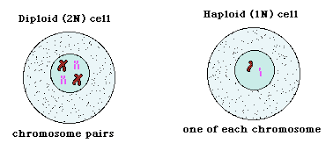 Diploid (2N) cell
chromosome pairs
Haploid (1N) cell
one of each chromosome